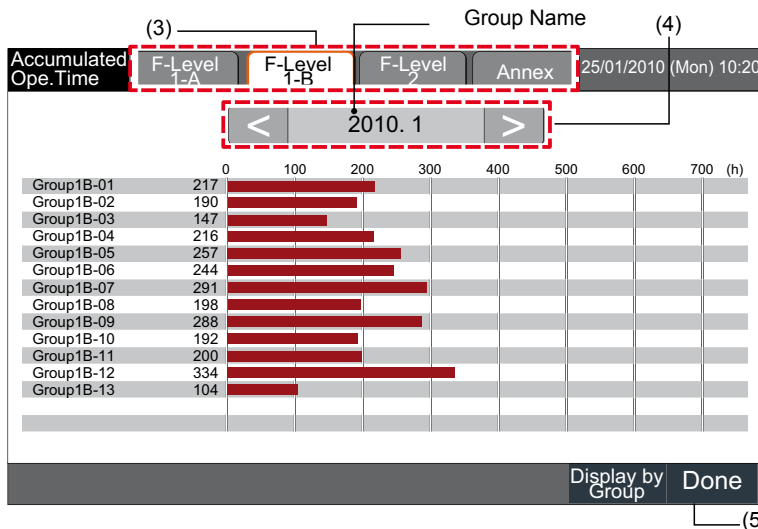 (3)
Group Name
(4)
Accumulated
Ope.Time
F-Level
1-A
F-Level
1-B
F-Level
2
Annex
25/01/2010 (Mon) 10:20
< 2010. 1 >
0 100 200 300 400 500 600 700 (h)
Group1B-01 217
Group1B-02 190
Group1B-03 147
Group1B-04 216
Group1B-05 257
Group1B-06 244
Group1B-07 291
Group1B-08 198
Group1B-09 288
Group1B-10 192
Group1B-11 200
Group1B-12 334
Group1B-13 104
Display by
Group
Done
(5